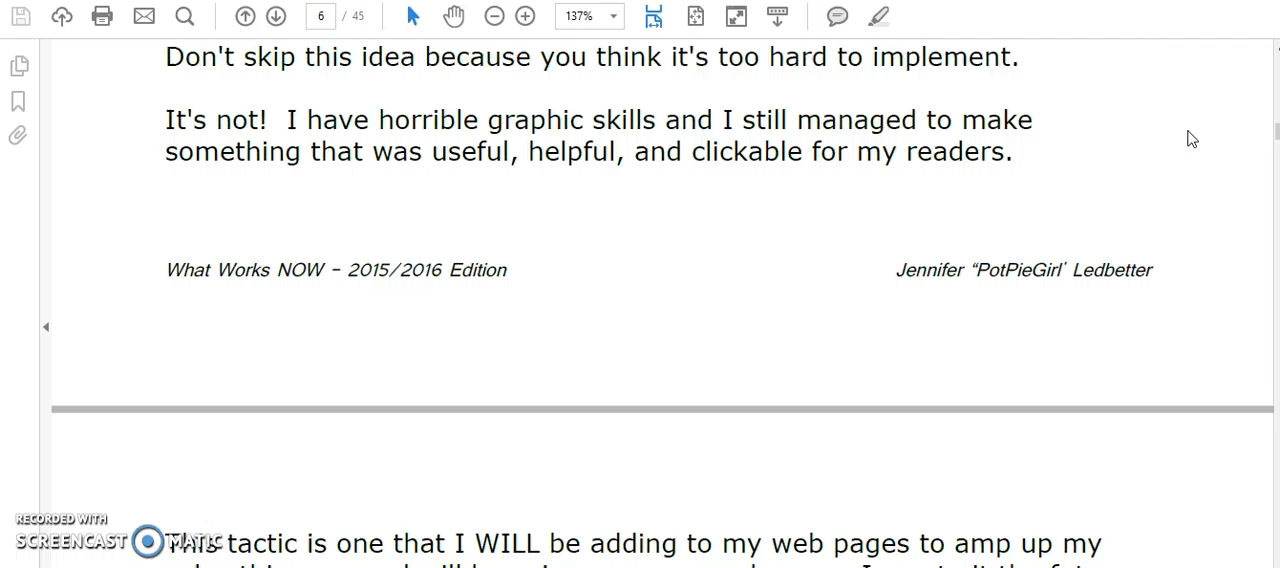 6 / 45
137%
Don't skip this idea because you think it's too hard to implement.
It's not! I have horrible graphic skills and I still managed to make
something that was useful, helpful, and clickable for my readers.
What Works NOW - 2015/2016 Edition
Jennifer “PotPieGirl' Ledbetter
RECORDED WITH
SCREENCAST MATIC
This tactic is one that I WILL be adding to my web pages to amp up my